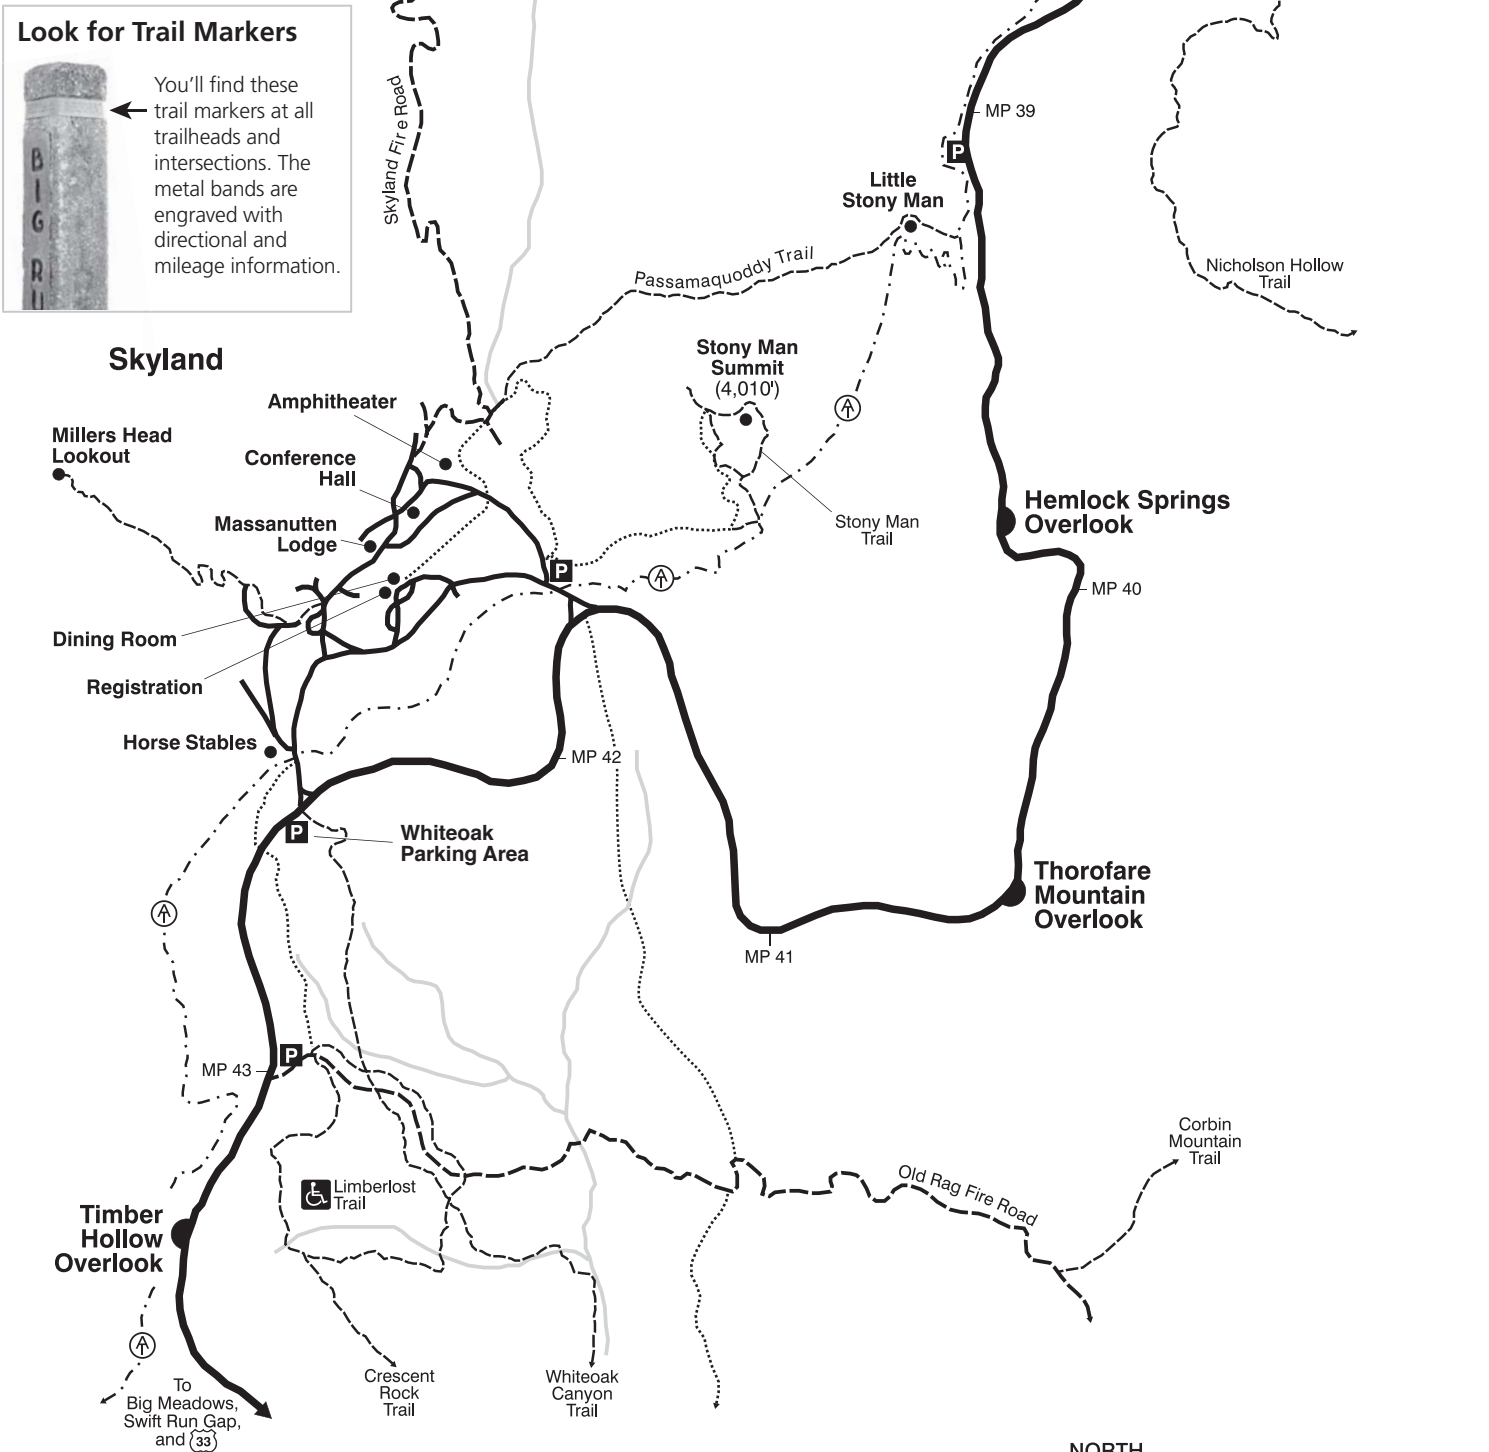 Look for Trail Markers
You'll find these
trail markers at all
trailheads and
intersections. The
metal bands are
engraved with
directional and
mileage information.
B
I
G
R
U
Skyland Fire Road
MP 39
P
Little
Stony Man
Passamaquoddy Trail
Nicholson Hollow
Trail
Skyland
Stony Man
Summit
(4,010')
Amphitheater
Millers Head
Lookout
Conference
Hall
Massanutten
Lodge
Stony Man
Trail
Hemlock Springs
Overlook
P
MP 40
Dining Room
Registration
Horse Stables
MP 42
P
Whiteoak
Parking Area
Thorofare
Mountain
Overlook
MP 41
P
MP 43
Corbin
Mountain
Trail
Limberlost
Trail
Old Rag Fire Road
Timber
Hollow
Overlook
Crescent
Rock
Trail
Whiteoak
Canyon
Trail
To
Big Meadows,
Swift Run Gap,
and 33
NORTH